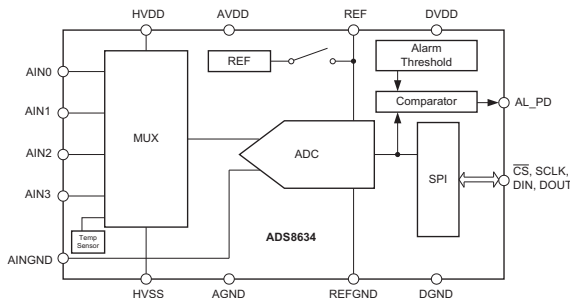 HVDD
AVDD
REF
DVDD
REF
Alarm
Threshold
AIN0
Comparator
AL_PD
AIN1
MUX
ADC
AIN2
SPI
CS, SCLK,
DIN, DOUT
AIN3
Temp
Sensor
ADS8634
AINGND
HVSS
AGND
REFGND
DGND